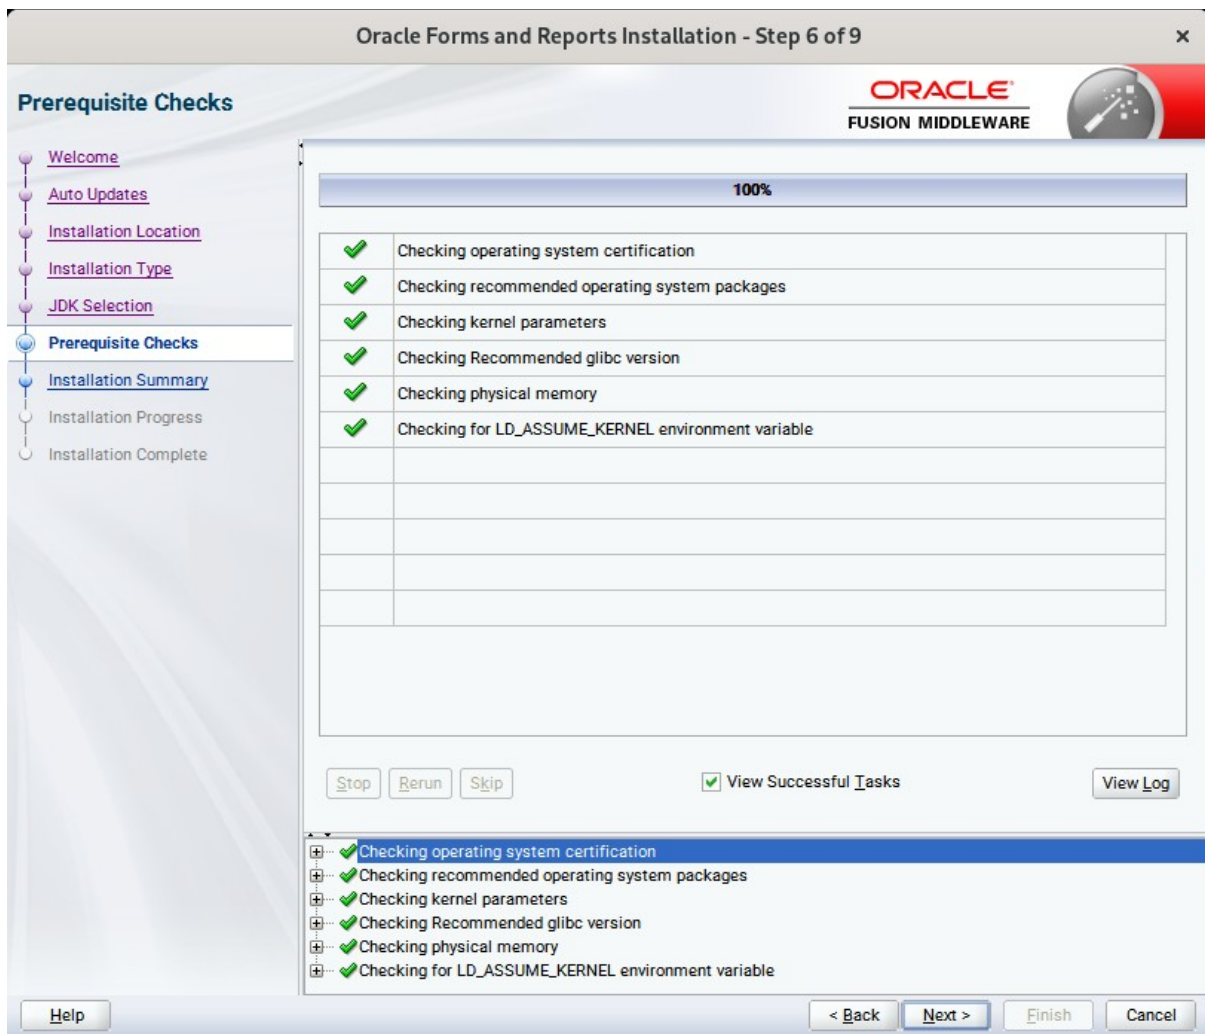 Oracle Forms and Reports Installation - Step 6 of 9
Prerequisite Checks
ORACLE
FUSION MIDDLEWARE
Welcome
Auto Updates
Installation Location
Installation Type
JDK Selection
Prerequisite Checks
Installation Summary
Installation Progress
Installation Complete
100%
Checking operating system certification
Checking recommended operating system packages
Checking kernel parameters
Checking Recommended glibc version
Checking physical memory
Checking for LD_ASSUME_KERNEL environment variable
Stop Rerun Skip View Successful Tasks View Log
Checking operating system certification
Checking recommended operating system packages
Checking kernel parameters
Checking Recommended glibc version
Checking physical memory
Checking for LD_ASSUME_KERNEL environment variable
Help < Back Next > Finish Cancel